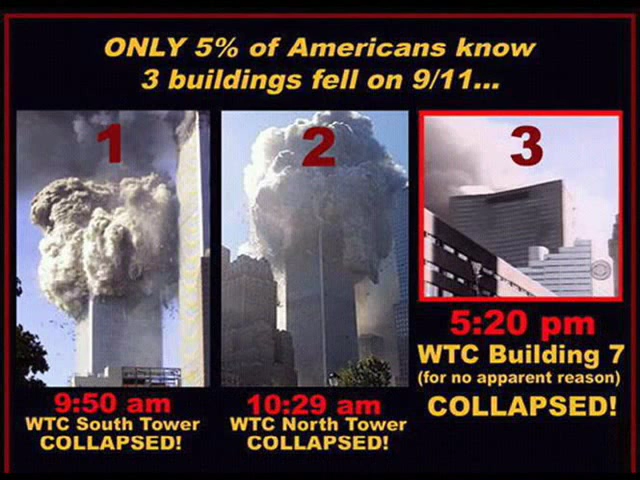 ONLY 5% of Americans know
3 buildings fell on 9/11...
1
2
3
9:50 am
WTC South Tower
COLLAPSED!
10:29 am
WTC North Tower
COLLAPSED!
5:20 pm
WTC Building 7
(for no apparent reason)
COLLAPSED!